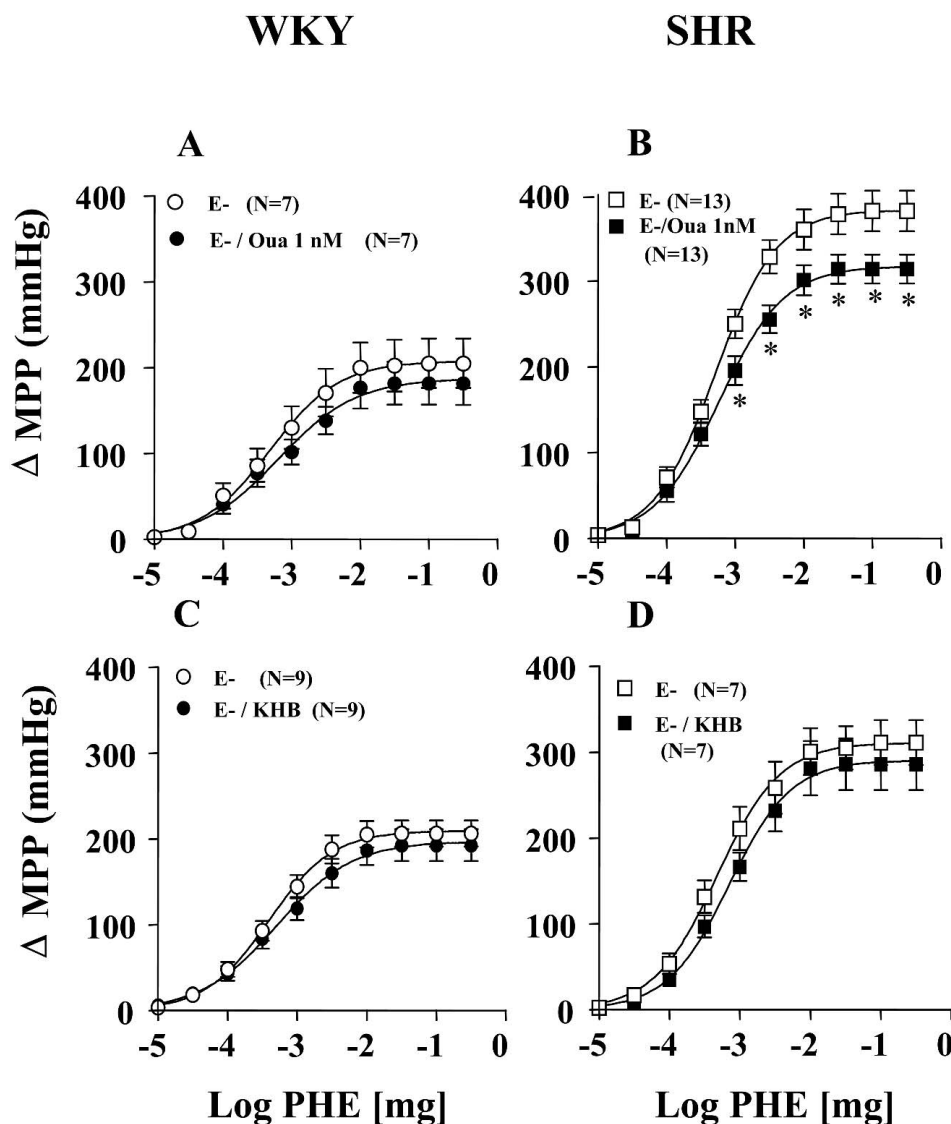 WKY
SHR
A
400
300
200
100
0
Δ MPP (mmHg)
E- (N=7)
E- / Oua 1 nM (N=7)
-5 -4 -3 -2 -1 0
B
400
300
200
100
0
E- (N=13)
E-/Oua 1nM
(N=13)
*
*
*
*
*
*
-5 -4 -3 -2 -1 0
C
400
300
200
100
0
Δ MPP (mmHg)
E- (N=9)
E- / KHB (N=9)
-5 -4 -3 -2 -1 0
Log PHE [mg]
D
400
300
200
100
0
E- (N=7)
E- / KHB
(N=7)
-5 -4 -3 -2 -1 0
Log PHE [mg]